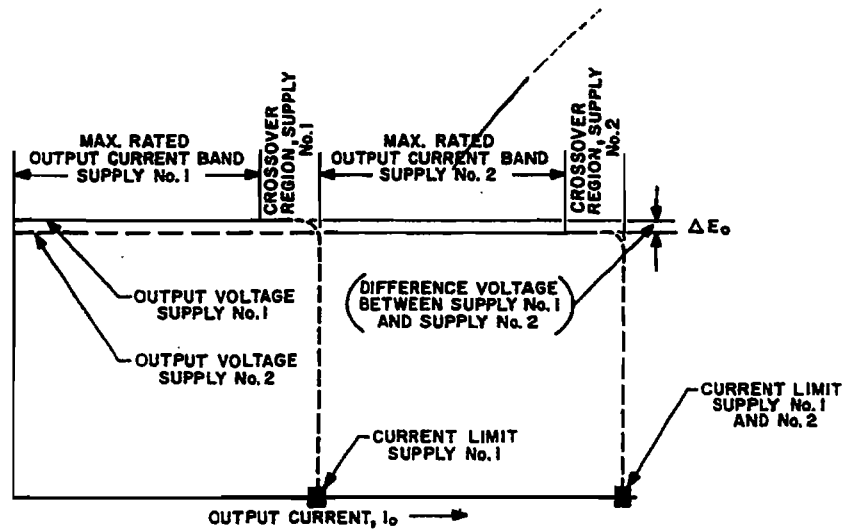 MAX. RATED
OUTPUT CURRENT BAND
SUPPLY No. 1
CROSSOVER
REGION, SUPPLY
No. 1
MAX. RATED
OUTPUT CURRENT BAND
SUPPLY No. 2
CROSSOVER
REGION, SUPPLY
No. 2
Δ E₀
OUTPUT VOLTAGE
SUPPLY No. 1
(DIFFERENCE VOLTAGE
BETWEEN SUPPLY No. 1
AND SUPPLY No. 2)
OUTPUT VOLTAGE
SUPPLY No. 2
CURRENT LIMIT
SUPPLY No. 1
AND No. 2
CURRENT LIMIT
SUPPLY No. 1
OUTPUT CURRENT, I₀